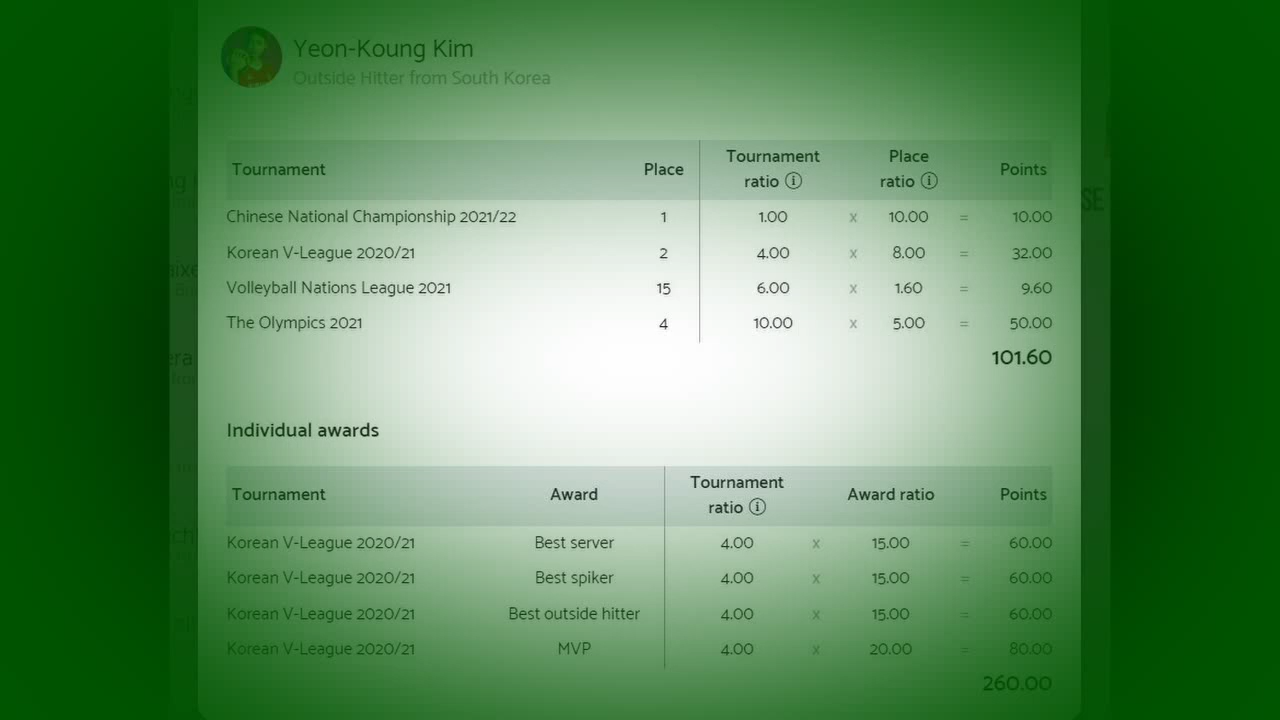 Yeon-Koung Kim
Outside Hitter from South Korea
Tournament Place Tournament ratio ⓘ Place ratio ⓘ Points
Chinese National Championship 2021/22 1 1.00 x 10.00 = 10.00
Korean V-League 2020/21 2 4.00 x 8.00 = 32.00
Volleyball Nations League 2021 15 6.00 x 1.60 = 9.60
The Olympics 2021 4 10.00 x 5.00 = 50.00
101.60
Individual awards
Tournament Award Tournament ratio ⓘ Award ratio Points
Korean V-League 2020/21 Best server 4.00 x 15.00 = 60.00
Korean V-League 2020/21 Best spiker 4.00 x 15.00 = 60.00
Korean V-League 2020/21 Best outside hitter 4.00 x 15.00 = 60.00
Korean V-League 2020/21 MVP 4.00 x 20.00 = 80.00
260.00